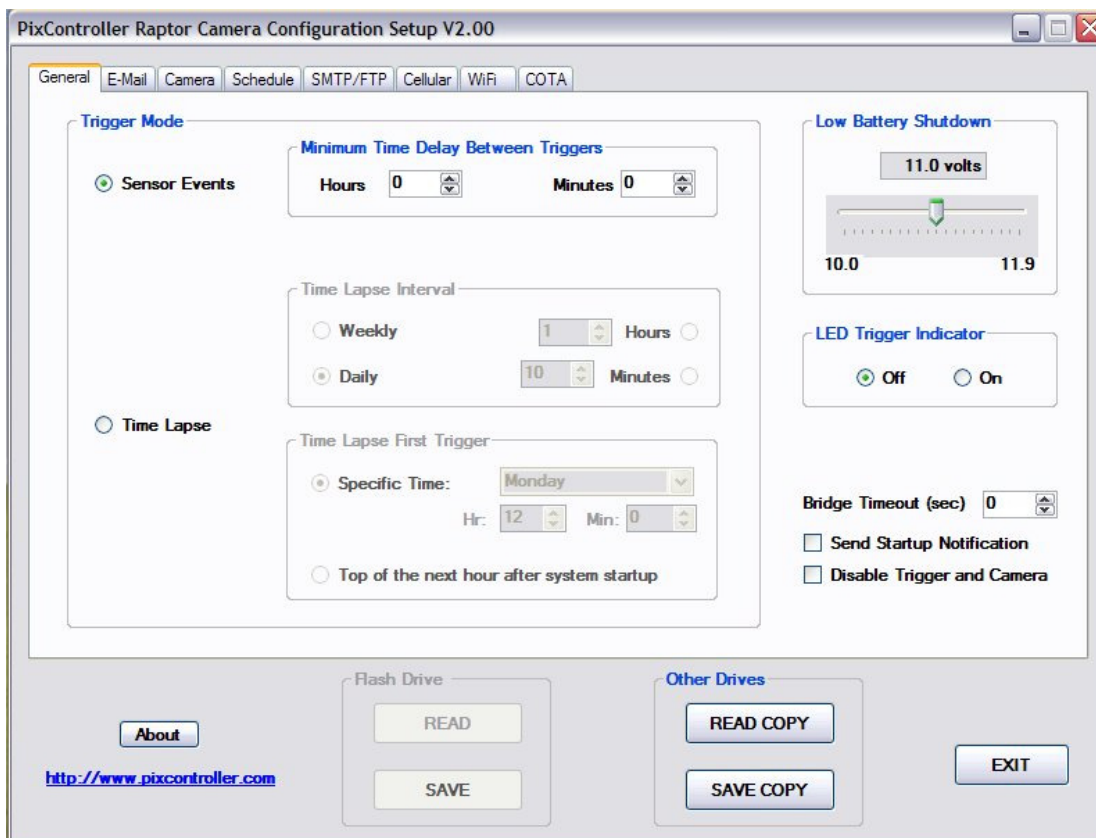 PixController Raptor Camera Configuration Setup V2.00
General E-Mail Camera Schedule SMTP/FTP Cellular WiFi COTA
Trigger Mode
Sensor Events
Minimum Time Delay Between Triggers
Hours 0 Minutes 0
Time Lapse Interval
Weekly 1 Hours
Daily 10 Minutes
Time Lapse
Time Lapse First Trigger
Specific Time: Monday
Hr: 12 Min: 0
Top of the next hour after system startup
Low Battery Shutdown
11.0 volts
10.0 11.9
LED Trigger Indicator
Off On
Bridge Timeout (sec) 0
Send Startup Notification
Disable Trigger and Camera
About
http://www.pixcontroller.com
Flash Drive
READ
SAVE
Other Drives
READ COPY
SAVE COPY
EXIT